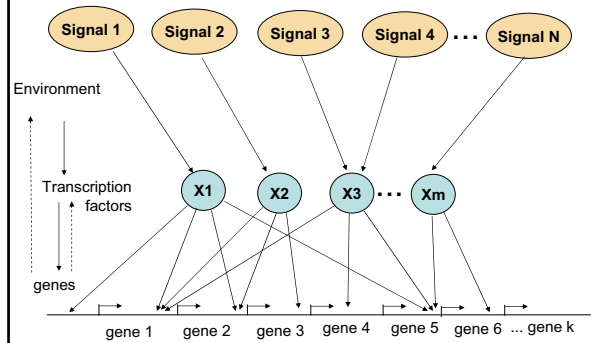 Signal 1 Signal 2 Signal 3 Signal 4 ... Signal N
Environment
Transcription
factors
X1 X2 X3 ... Xm
genes
gene 1 gene 2 gene 3 gene 4 gene 5 gene 6 ... gene k